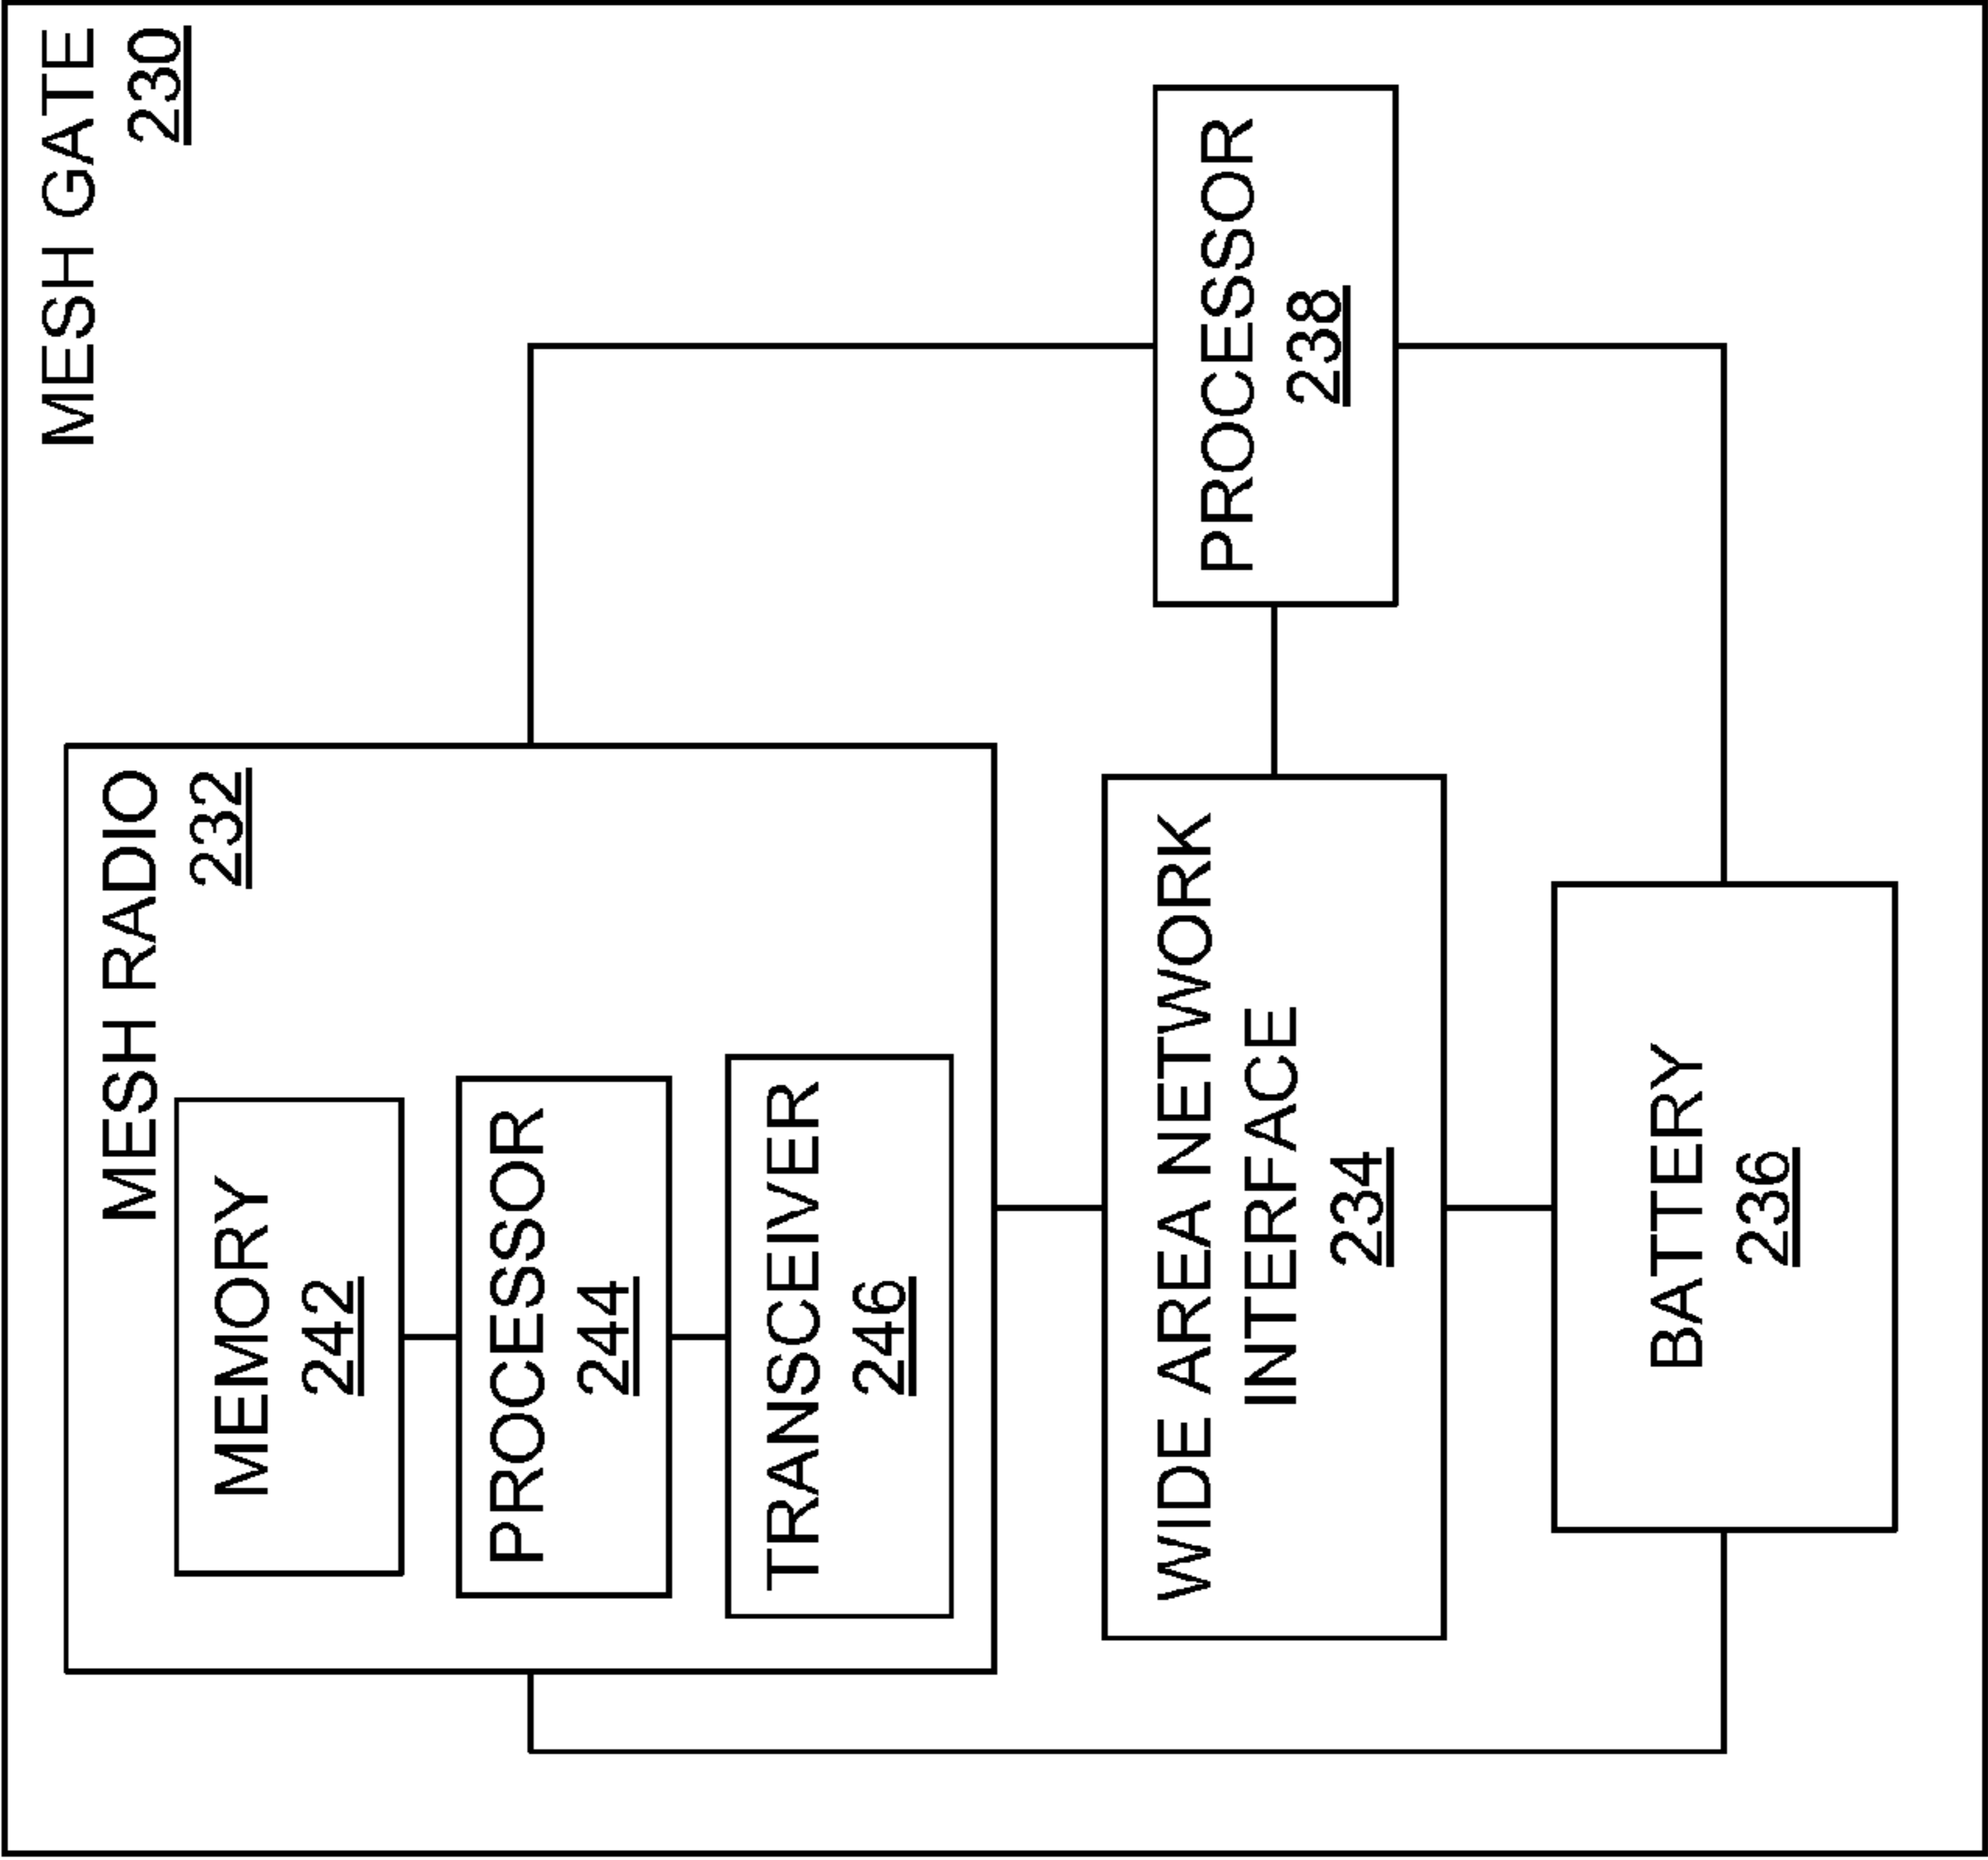 MESH GATE
230
MESH RADIO
232
MEMORY
242
PROCESSOR
244
TRANSCEIVER
246
WIDE AREA NETWORK
INTERFACE
234
PROCESSOR
238
BATTERY
236